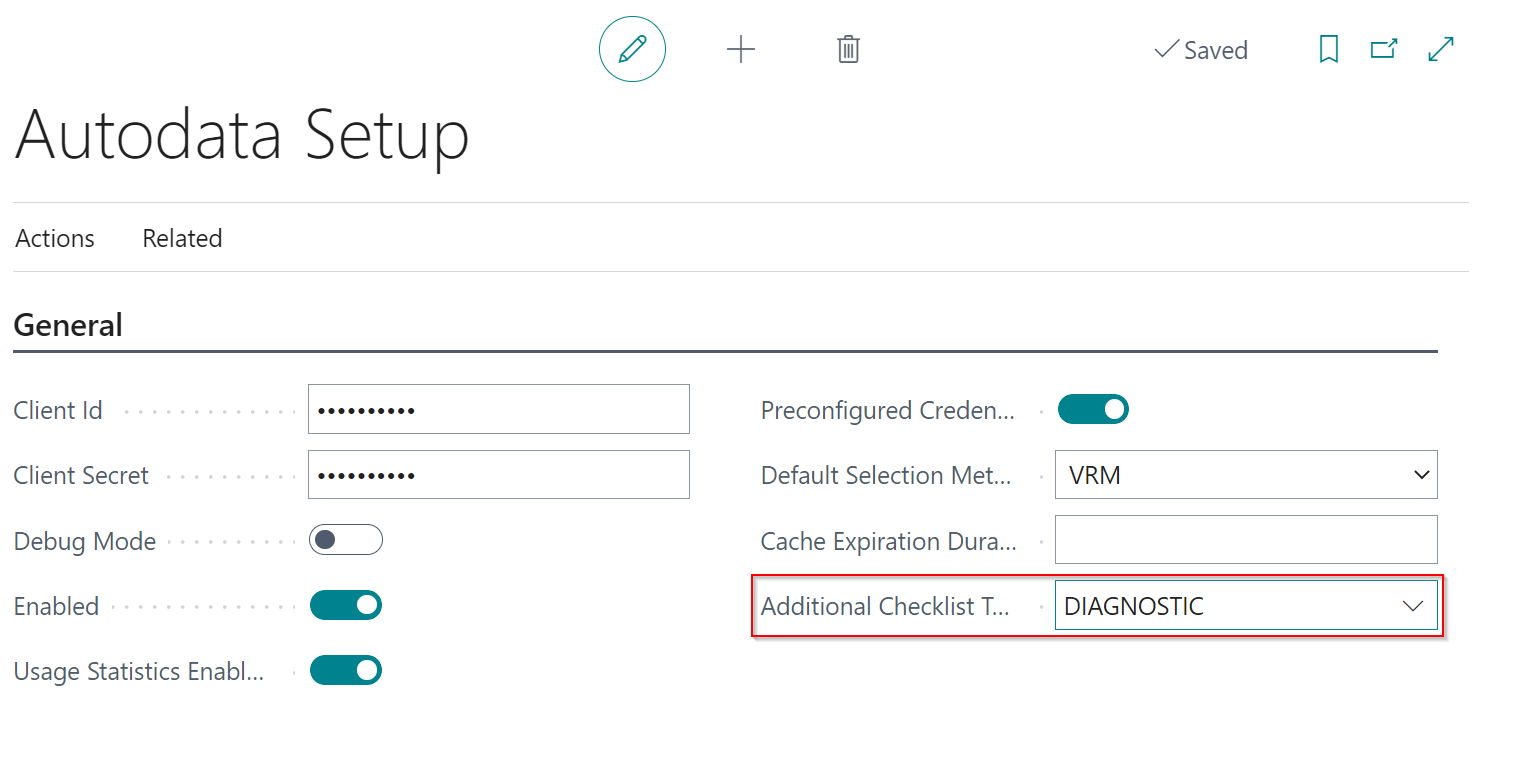 Saved
Autodata Setup
Actions Related
General
Client Id ••••••••••
Client Secret ••••••••••
Debug Mode
Enabled
Usage Statistics Enabl...
Preconfigured Creden...
Default Selection Met... VRM
Cache Expiration Dura...
Additional Checklist T... DIAGNOSTIC